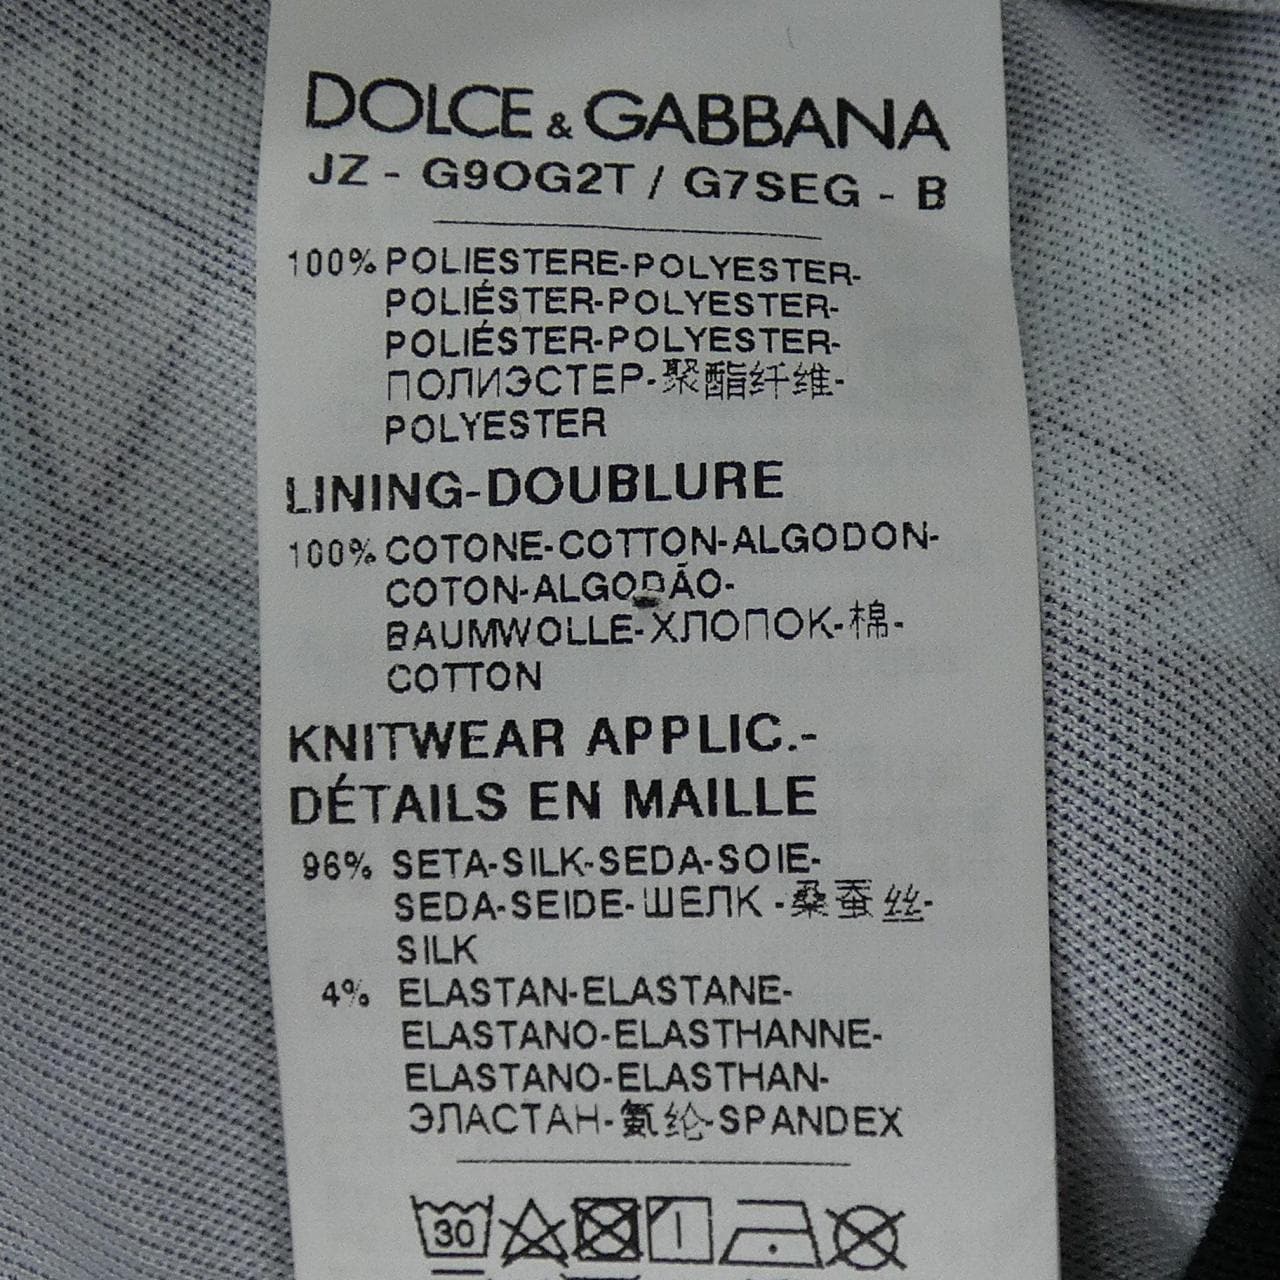 DOLCE & GABBANA
JZ - G9OG2T / G7SEG - B
100% POLIESTERE-POLYESTER-
POLIÉSTER-POLYESTER-
POLIÉSTER-POLYESTER-
ПОЛИЭСТЕР-聚酯纤维-
POLYESTER
LINING-DOUBLURE
100% COTONE-COTTON-ALGODON-
COTON-ALGODÃO-
BAUMWOLLE-ХЛОПОК-棉-
COTTON
KNITWEAR APPLIC.-
DÉTAILS EN MAILLE
96% SETA-SILK-SEDA-SOIE-
SEDA-SEIDE-ШЕЛК-桑蚕丝-
SILK
4% ELASTAN-ELASTANE-
ELASTANO-ELASTHANNE-
ELASTANO-ELASTHAN-
ЭЛАСТАН-氨纶-SPANDEX
30